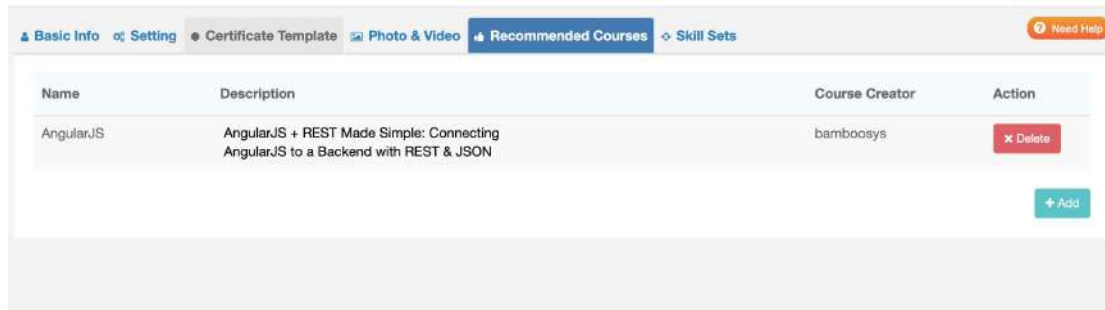 Basic Info Setting Certificate Template Photo & Video Recommended Courses Skill Sets Need Help
Name Description Course Creator Action
AngularJS AngularJS + REST Made Simple: Connecting bamboosys Delete
AngularJS to a Backend with REST & JSON
+ Add